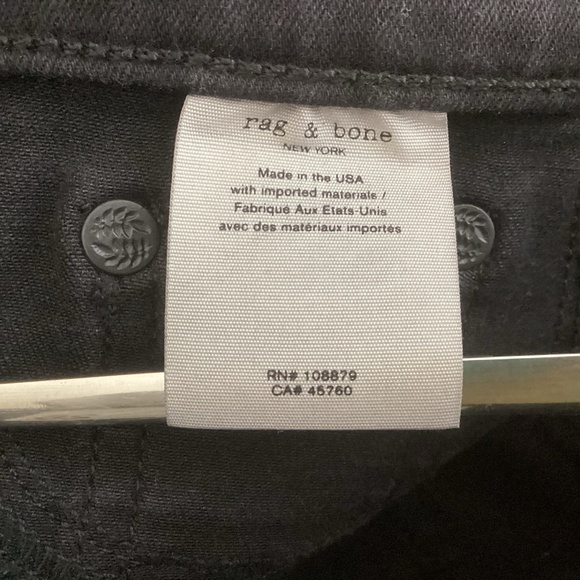 rag & bone
NEW YORK
Made in the USA
with imported materials /
Fabriqué Aux Etats-Unis
avec des matériaux importés
RN# 108879
CA# 45760